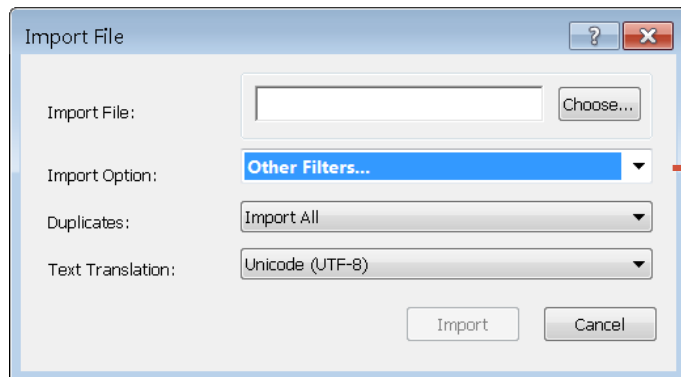 Import File
Import File:
Choose...
Import Option:
Other Filters...
Duplicates:
Import All
Text Translation:
Unicode (UTF-8)
Import
Cancel